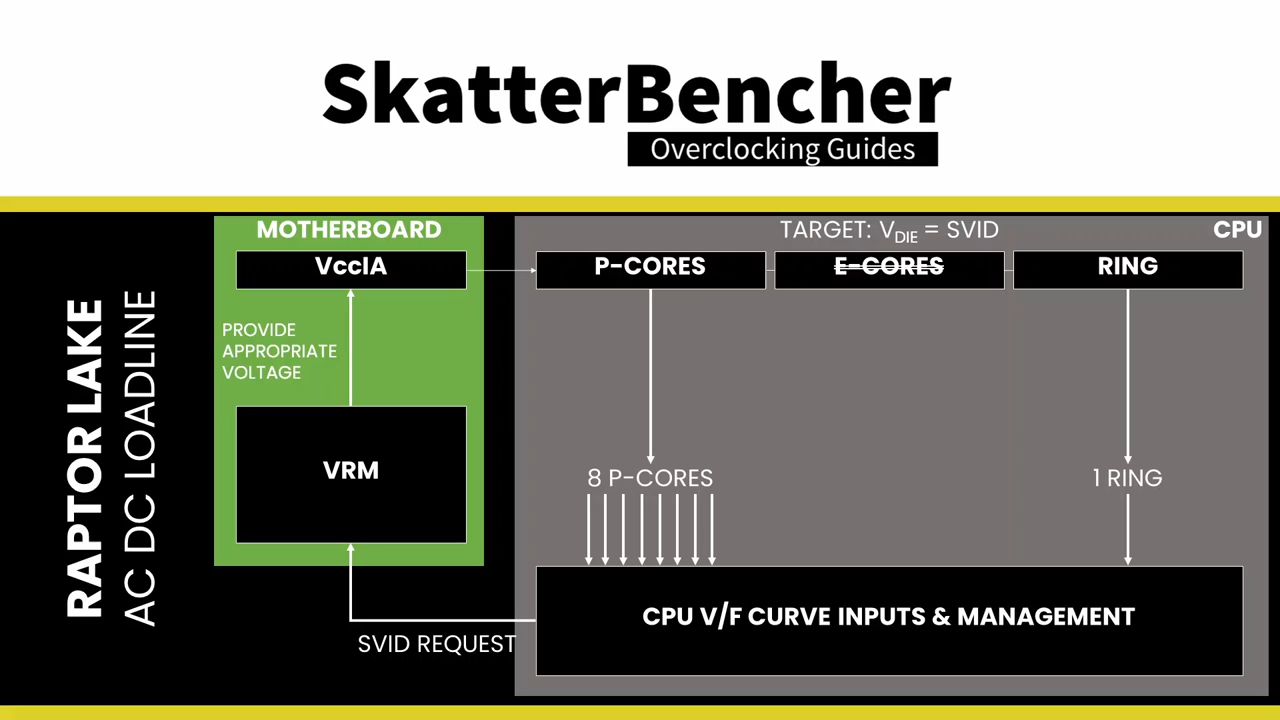 SkatterBencher
Overclocking Guides
RAPTOR LAKE
AC DC LOADLINE
MOTHERBOARD
VccIA
PROVIDE
APPROPRIATE
VOLTAGE
VRM
SVID REQUEST
TARGET: VDIE = SVID
CPU
P-CORES
E-CORES
RING
8 P-CORES
1 RING
CPU V/F CURVE INPUTS & MANAGEMENT